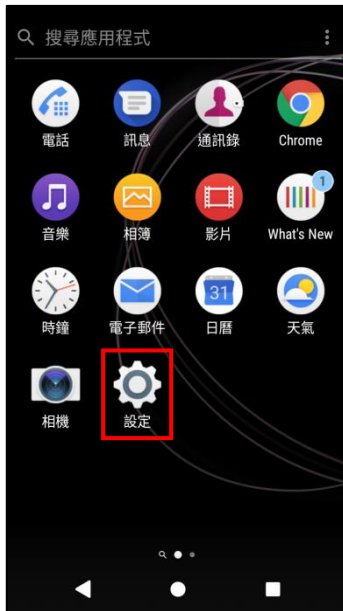 搜尋應用程式
電話 訊息 通訊錄 Chrome
1
音樂 相簿 影片 What's New
31
時鐘 電子郵件 日曆 天氣
相機 設定